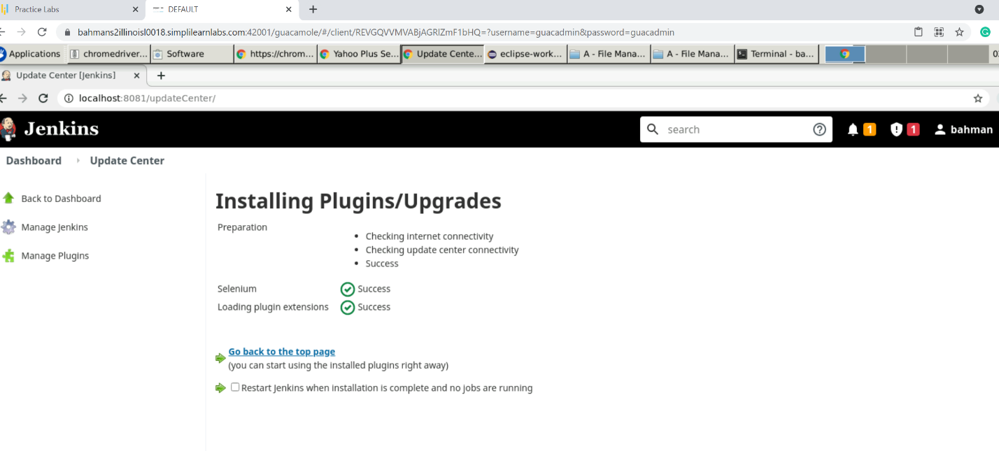 Practice Labs
DEFAULT
bahmans2illinoisl0018.simplilearnlabs.com:42001/guacamole/#/client/REVGQVVMVABjAGRlZmF1bHQ=?username=guacadmin&password=guacadmin
Applications chromedriver... Software https://chrom... Yahoo Plus Se... Update Cente... eclipse-work... A - File Mana... A - File Mana... Terminal - ba...
Update Center [Jenkins]
localhost:8081/updateCenter/
Jenkins search 1 1 bahman
Dashboard Update Center
Back to Dashboard
Manage Jenkins
Manage Plugins
Installing Plugins/Upgrades
Preparation
Checking internet connectivity
Checking update center connectivity
Success
Selenium Success
Loading plugin extensions Success
Go back to the top page
(you can start using the installed plugins right away)
Restart Jenkins when installation is complete and no jobs are running